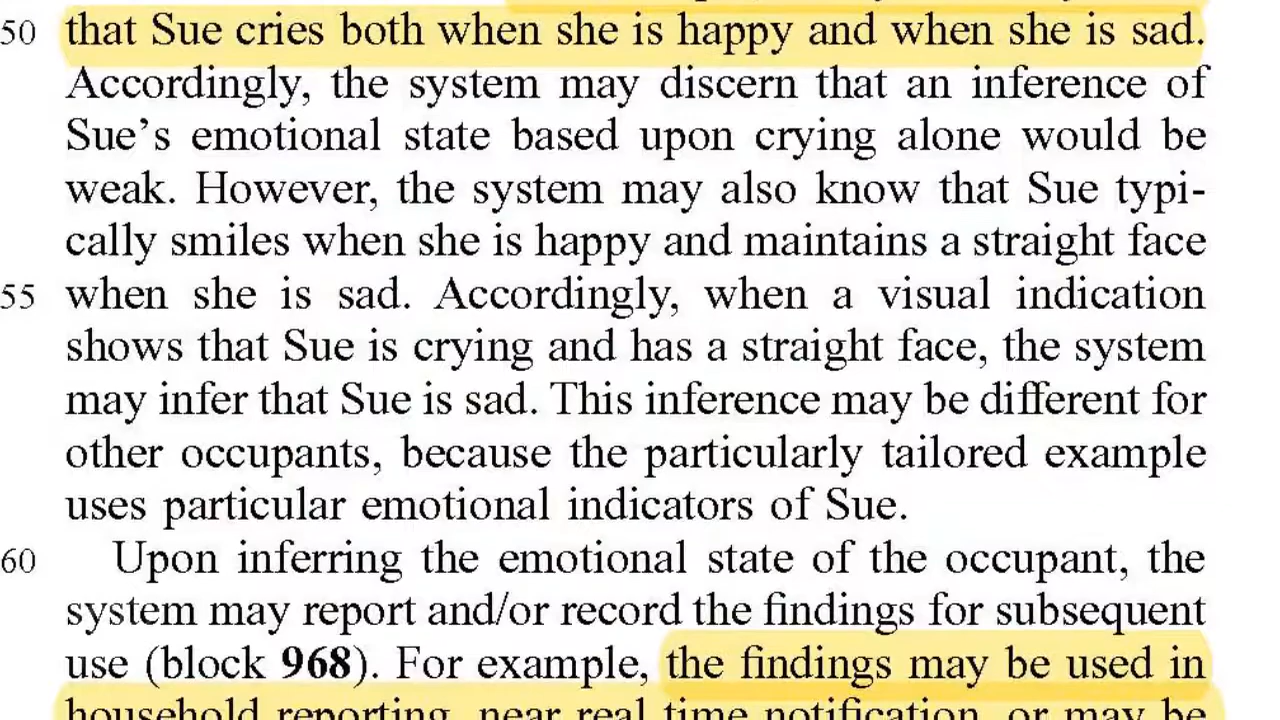 50 that Sue cries both when she is happy and when she is sad.
Accordingly, the system may discern that an inference of
Sue’s emotional state based upon crying alone would be
weak. However, the system may also know that Sue typi-
cally smiles when she is happy and maintains a straight face
55 when she is sad. Accordingly, when a visual indication
shows that Sue is crying and has a straight face, the system
may infer that Sue is sad. This inference may be different for
other occupants, because the particularly tailored example
uses particular emotional indicators of Sue.
60 Upon inferring the emotional state of the occupant, the
system may report and/or record the findings for subsequent
use (block 968). For example, the findings may be used in
household reporting, near real time notification, or may be